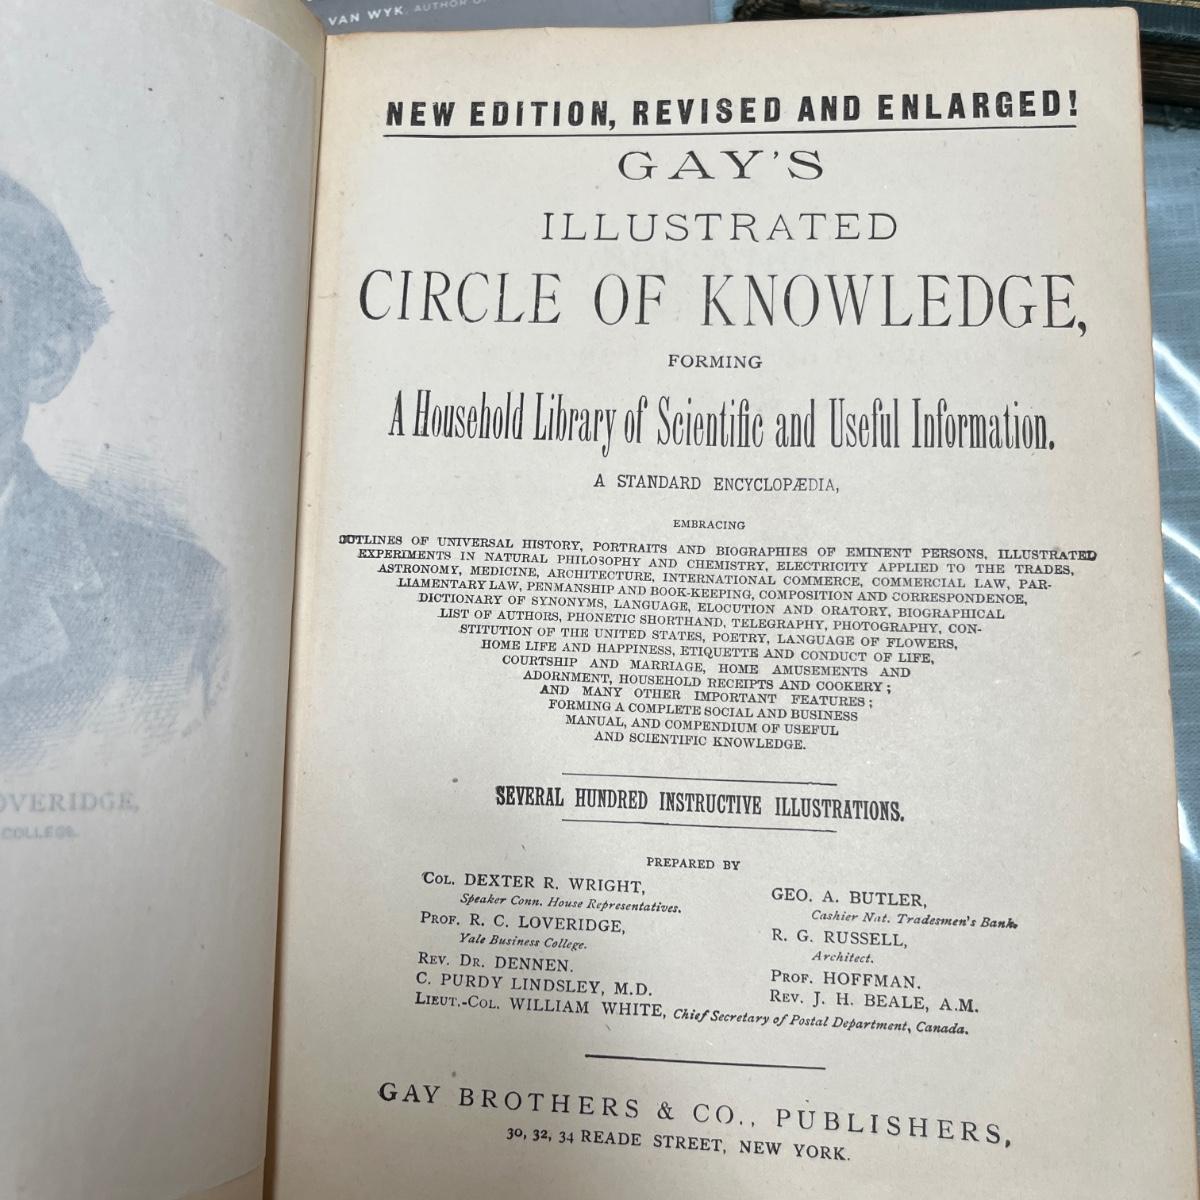 VAN WYK, AUTHOR OF
NEW EDITION, REVISED AND ENLARGED!
GAY'S
ILLUSTRATED
CIRCLE OF KNOWLEDGE,
FORMING
A Household Library of Scientific and Useful Information.
A STANDARD ENCYCLOPÆDIA,
EMBRACING
OUTLINES OF UNIVERSAL HISTORY, PORTRAITS AND BIOGRAPHIES OF EMINENT PERSONS, ILLUSTRATED
EXPERIMENTS IN NATURAL PHILOSOPHY AND CHEMISTRY, ELECTRICITY APPLIED TO THE TRADES,
ASTRONOMY, MEDICINE, ARCHITECTURE, INTERNATIONAL COMMERCE, COMMERCIAL LAW, PAR-
LIAMENTARY LAW, PENMANSHIP AND BOOK-KEEPING, COMPOSITION AND CORRESPONDENCE,
DICTIONARY OF SYNONYMS, LANGUAGE, ELOCUTION AND ORATORY, BIOGRAPHICAL
LIST OF AUTHORS, PHONETIC SHORTHAND, TELEGRAPHY, PHOTOGRAPHY, CON-
STITUTION OF THE UNITED STATES, POETRY, LANGUAGE OF FLOWERS,
HOME LIFE AND HAPPINESS, ETIQUETTE AND CONDUCT OF LIFE,
COURTSHIP AND MARRIAGE, HOME AMUSEMENTS AND
ADORNMENT, HOUSEHOLD RECEIPTS AND COOKERY;
AND MANY OTHER IMPORTANT FEATURES;
FORMING A COMPLETE SOCIAL AND BUSINESS
MANUAL, AND COMPENDIUM OF USEFUL
AND SCIENTIFIC KNOWLEDGE.
SEVERAL HUNDRED INSTRUCTIVE ILLUSTRATIONS.
PREPARED BY
COL. DEXTER R. WRIGHT,
Speaker Conn. House Representatives.
PROF. R. C. LOVERIDGE,
Yale Business College.
REV. DR. DENNEN.
C. PURDY LINDSLEY, M.D.
GEO. A. BUTLER,
Cashier Nat. Tradesmen's Bank.
R. G. RUSSELL,
Architect.
PROF. HOFFMAN.
REV. J. H. BEALE, A.M.
LIEUT.-COL. WILLIAM WHITE, Chief Secretary of Postal Department, Canada.
GAY BROTHERS & CO., PUBLISHERS,
30, 32, 34 READE STREET, NEW YORK.
OVERIDGE,
COLLEGE.